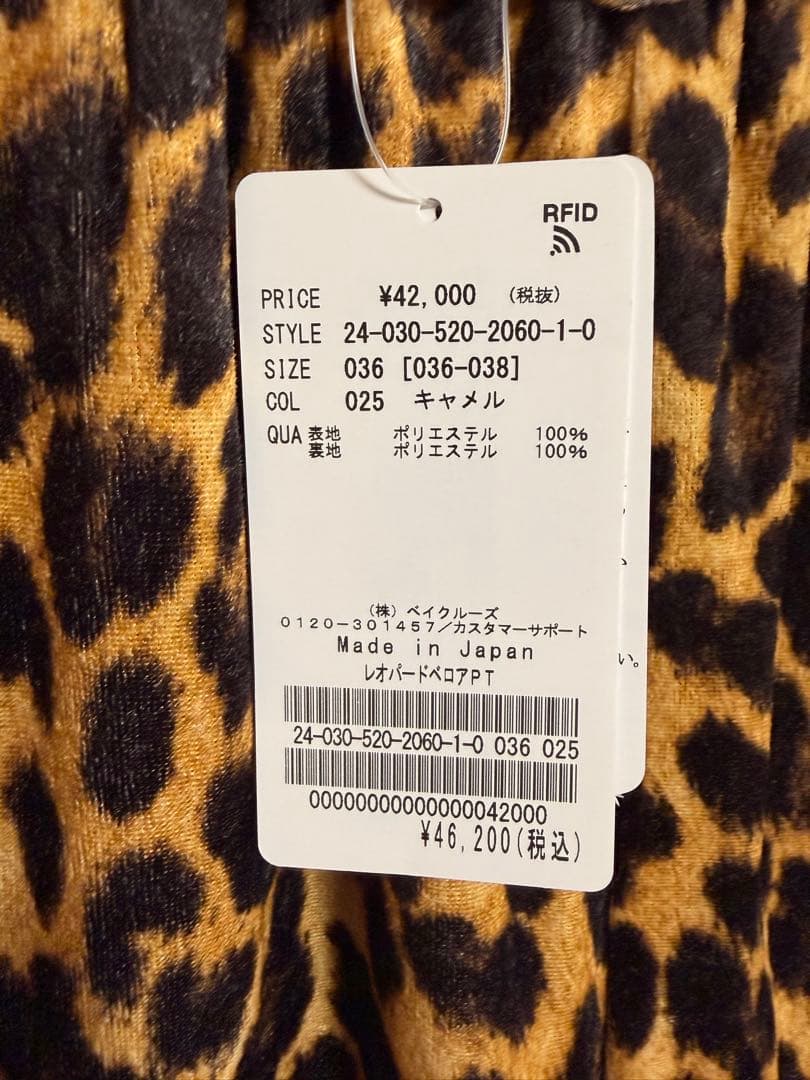 RFID
PRICE ¥42,000 (税抜)
STYLE 24-030-520-2060-1-0
SIZE 036 [036-038]
COL 025 キャメル
QUA 表地 ポリエステル 100%
裏地 ポリエステル 100%
(株) ベイクルーズ
0120-301457/カスタマーサポート
Made in Japan
レオパードベロアPT
24-030-520-2060-1-0 036 025
00000000000000042000
¥46,200(税込)
い。